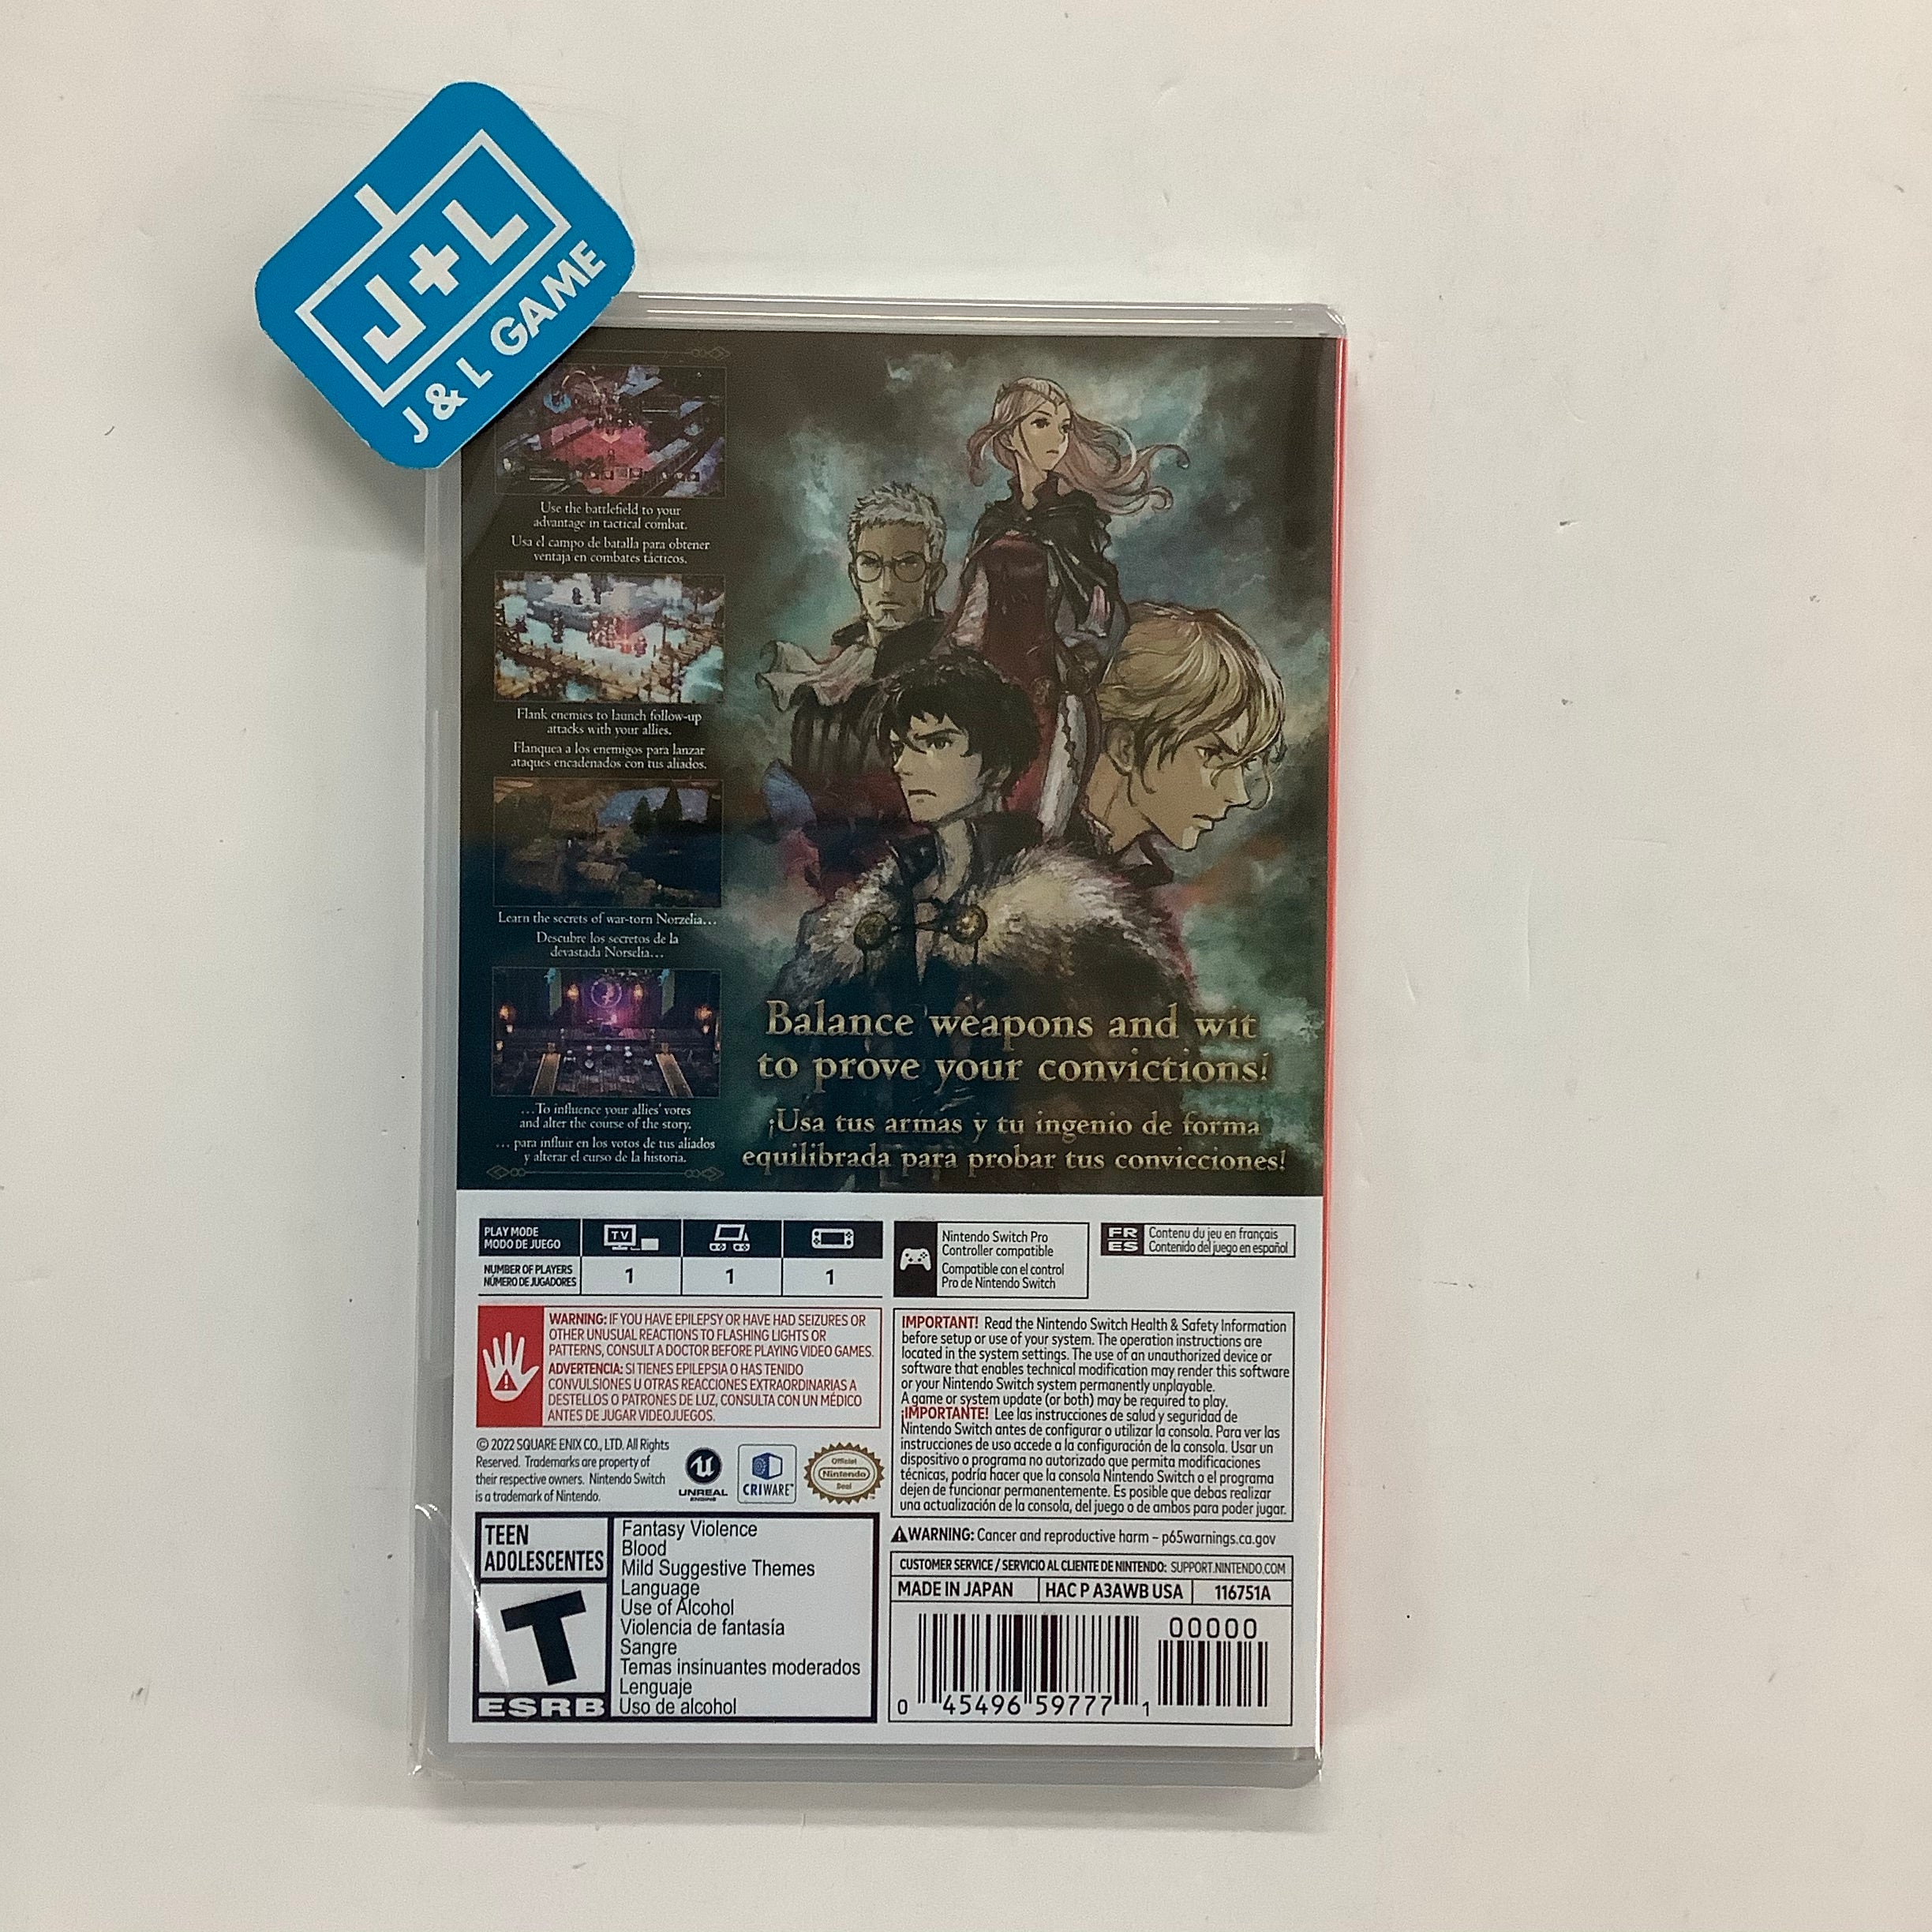 J+L
J & L GAME
Use the battlefield to your
advantage in tactical combat.
Usa el campo de batalla para obtener
ventaja en combates tácticos.
Flank enemies to launch follow-up
attacks with your allies.
Flanquea a los enemigos para lanzar
ataques encadenados con tus aliados.
Learn the secrets of war-torn Norzelia...
Descubre los secretos de la
devastada Norselia...
...To influence your allies' votes
and alter the course of the story.
...para influir en los votos de tus aliados
y alterar el curso de la historia.
Balance weapons and wit
to prove your convictions!
¡Usa tus armas y tu ingenio de forma
equilibrada para probar tus convicciones!
PLAY MODE
MODO DE JUEGO
TV
NUMBER OF PLAYERS
NÚMERO DE JUGADORES
1
1
1
Nintendo Switch Pro
Controller compatible
Compatible con el control
Pro de Nintendo Switch
FR
ES
Contenu du jeu en français
Contenido del juego en español
WARNING: IF YOU HAVE EPILEPSY OR HAVE HAD SEIZURES OR
OTHER UNUSUAL REACTIONS TO FLASHING LIGHTS OR
PATTERNS, CONSULT A DOCTOR BEFORE PLAYING VIDEO GAMES.
ADVERTENCIA: SI TIENES EPILEPSIA O HAS TENIDO
CONVULSIONES U OTRAS REACCIONES EXTRAORDINARIAS A
DESTELLOS O PATRONES DE LUZ, CONSULTA CON UN MÉDICO
ANTES DE JUGAR VIDEOJUEGOS.
IMPORTANT! Read the Nintendo Switch Health & Safety Information
before setup or use of your system. The operation instructions are
located in the system settings. The use of an unauthorized device or
software that enables technical modification may render this software
or your Nintendo Switch system permanently unplayable.
A game or system update (or both) may be required to play.
¡IMPORTANTE! Lee las instrucciones de salud y seguridad de
Nintendo Switch antes de configurar o utilizar la consola. Para ver las
instrucciones de uso accede a la configuración de la consola. Usar un
dispositivo o programa no autorizado que permita modificaciones
técnicas, podría hacer que la consola Nintendo Switch o el programa
dejen de funcionar permanentemente. Es posible que debas realizar
una actualización de la consola, del juego o de ambos para poder jugar.
© 2022 SQUARE ENIX CO., LTD. All Rights
Reserved. Trademarks are property of
their respective owners. Nintendo Switch
is a trademark of Nintendo.
UNREAL
ENGINE
CRIWARE™
Official
Nintendo
Seal
WARNING: Cancer and reproductive harm – p65warnings.ca.gov
CUSTOMER SERVICE / SERVICIO AL CLIENTE DE NINTENDO: SUPPORT.NINTENDO.COM
MADE IN JAPAN
HAC P A3AWB USA
116751A
TEEN
ADOLESCENTES
T
ESRB
Fantasy Violence
Blood
Mild Suggestive Themes
Language
Use of Alcohol
Violencia de fantasía
Sangre
Temas insinuantes moderados
Lenguaje
Uso de alcohol
00000
0 45496 59777 1